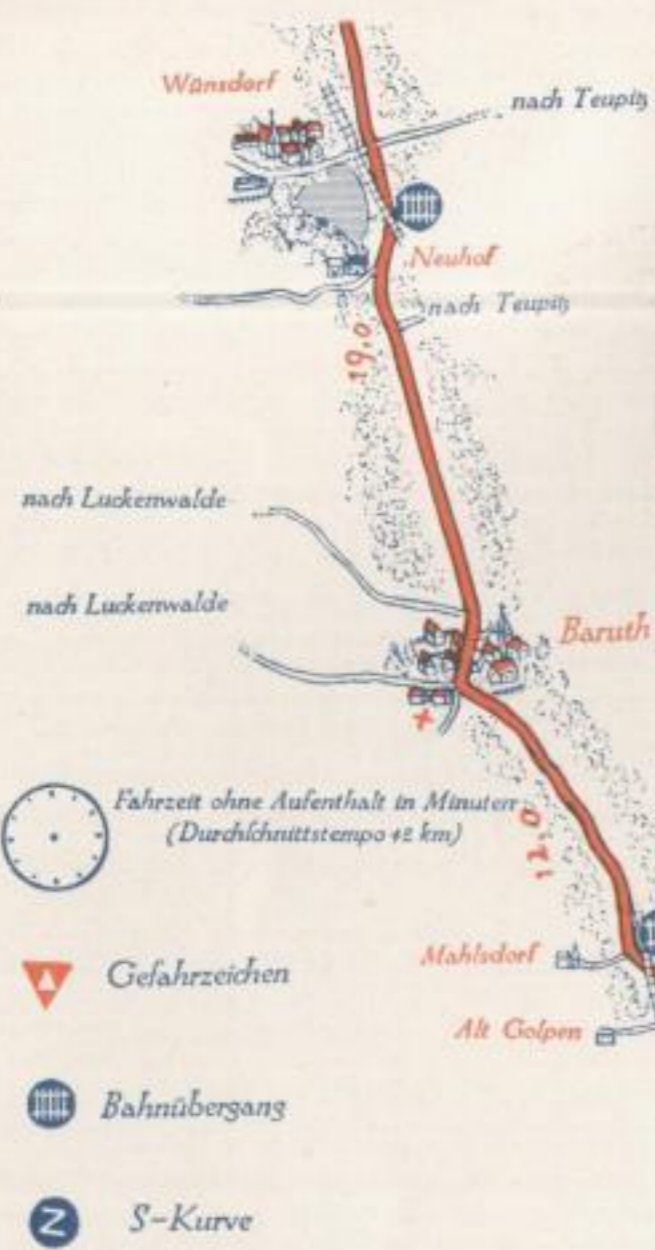 Wünsdorf
nach Teupitz
Neuhof
nach Teupitz
19,0
nach Luckenwalde
nach Luckenwalde
Baruth
Fahrzeit ohne Aufenthalt in Minuten
(Durchschnittstempo 42 km)
12,0
Mahlsdorf
Gefahrzeichen
Alt Golpen
Bahnübergang
S-Kurve